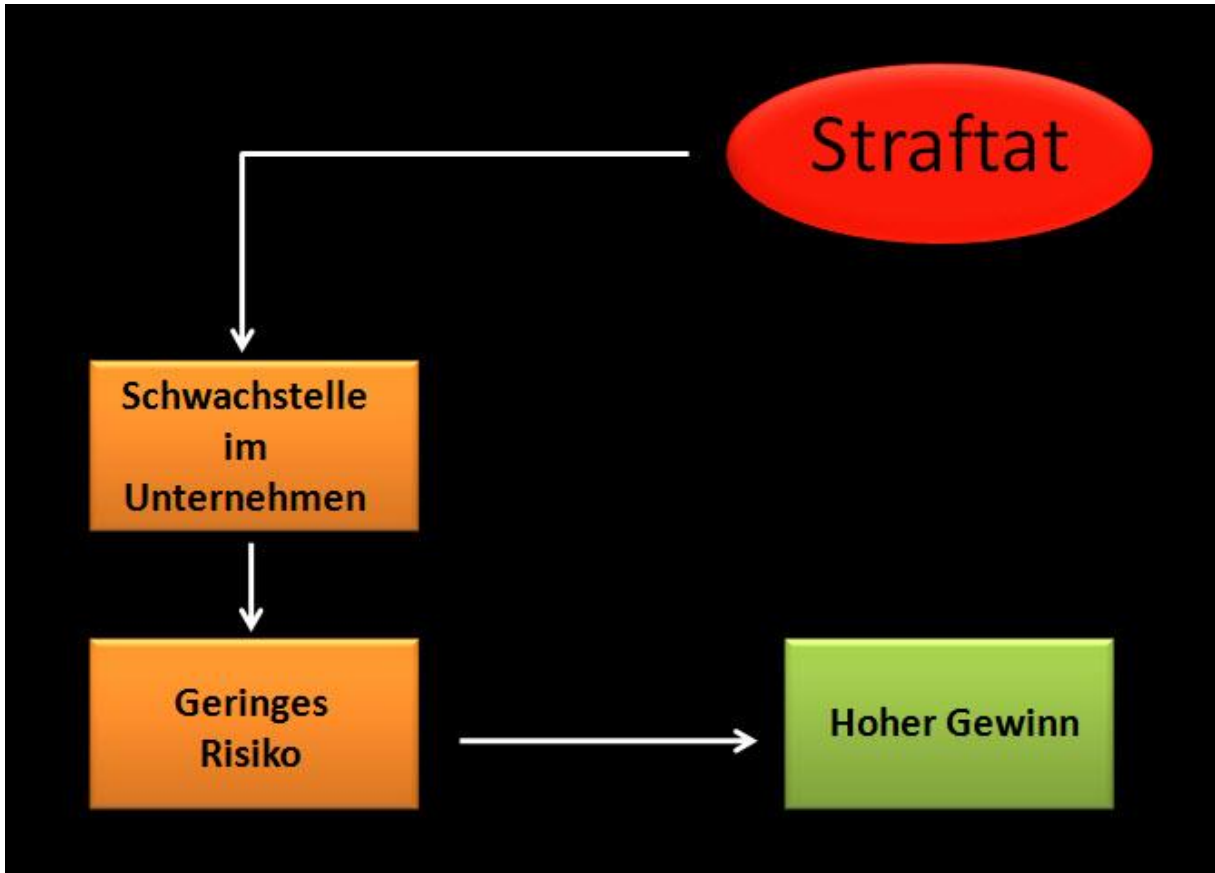 Straftat
Schwachstelle
im
Unternehmen
Geringes
Risiko
Hoher Gewinn